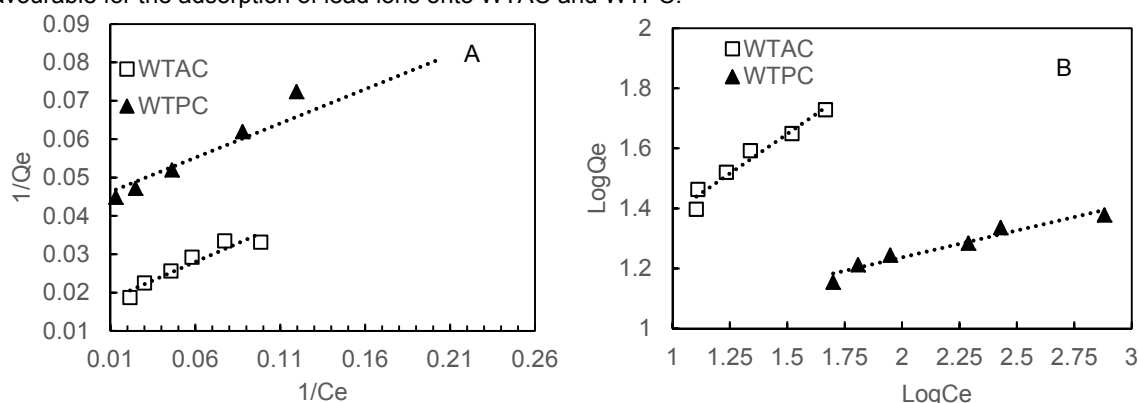 favourable for the adsorption of lead ions onto WTAC and WTPC.
0.09
0.08
0.07
0.06
0.05
0.04
0.03
0.02
0.01
1/Qe
WTAC
WTPC
A
0.01
0.06
0.11
0.16
0.21
0.26
1/Ce
2
1.8
1.6
1.4
1.2
1
LogQe
WTAC
WTPC
B
1
1.25
1.5
1.75
2
2.25
2.5
2.75
3
LogCe